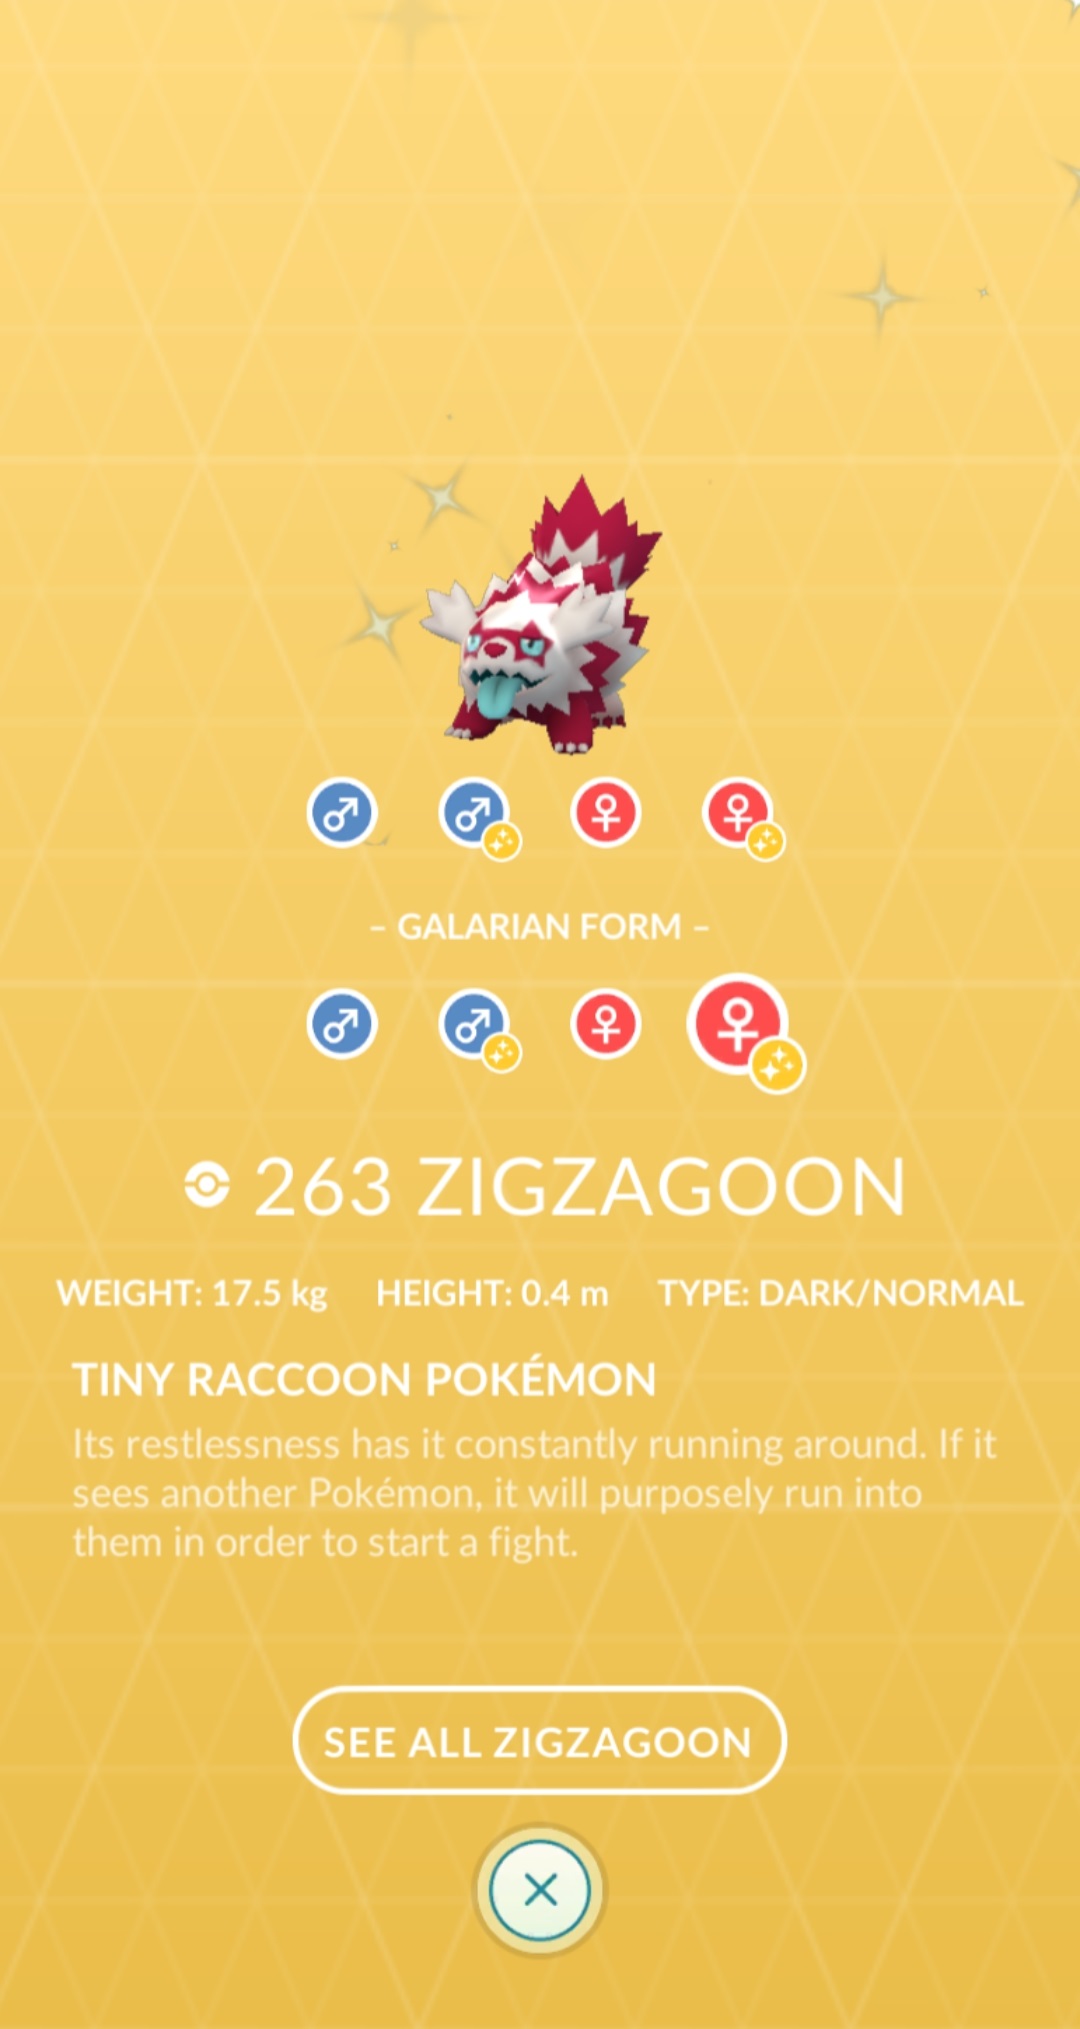 – GALARIAN FORM –
263 ZIGZAGOON
WEIGHT: 17.5 kg HEIGHT: 0.4 m TYPE: DARK/NORMAL
TINY RACCOON POKÉMON
Its restlessness has it constantly running around. If it
sees another Pokémon, it will purposely run into
them in order to start a fight.
SEE ALL ZIGZAGOON